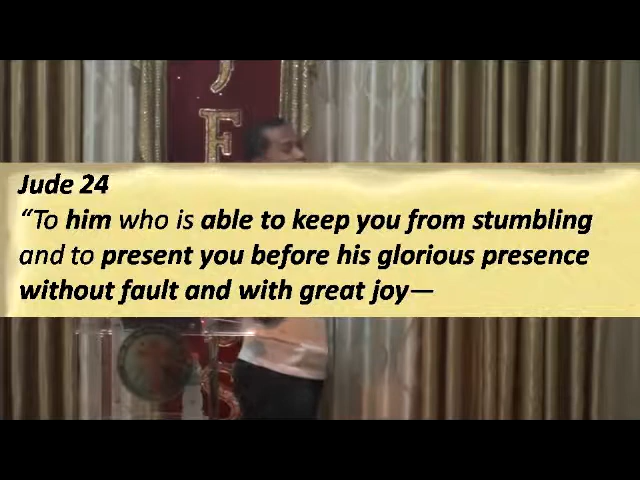 J
E
Jude 24
“To him who is able to keep you from stumbling
and to present you before his glorious presence
without fault and with great joy—
S